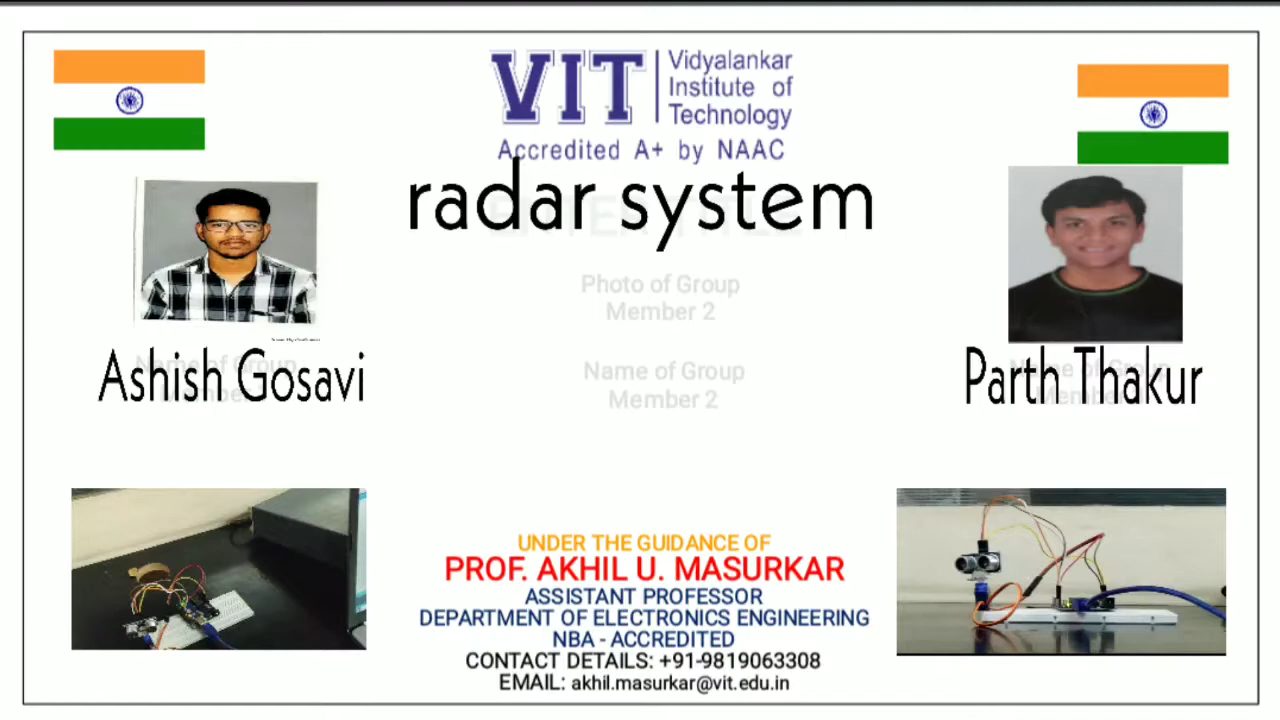 VIT
Vidyalankar
Institute of
Technology
Accredited A+ by NAAC
radar system
Photo of Group
Member 2
Ashish Gosavi
Name of Group
Member 2
Parth Thakur
UNDER THE GUIDANCE OF
PROF. AKHIL U. MASURKAR
ASSISTANT PROFESSOR
DEPARTMENT OF ELECTRONICS ENGINEERING
NBA - ACCREDITED
CONTACT DETAILS: +91-9819063308
EMAIL: akhil.masurkar@vit.edu.in